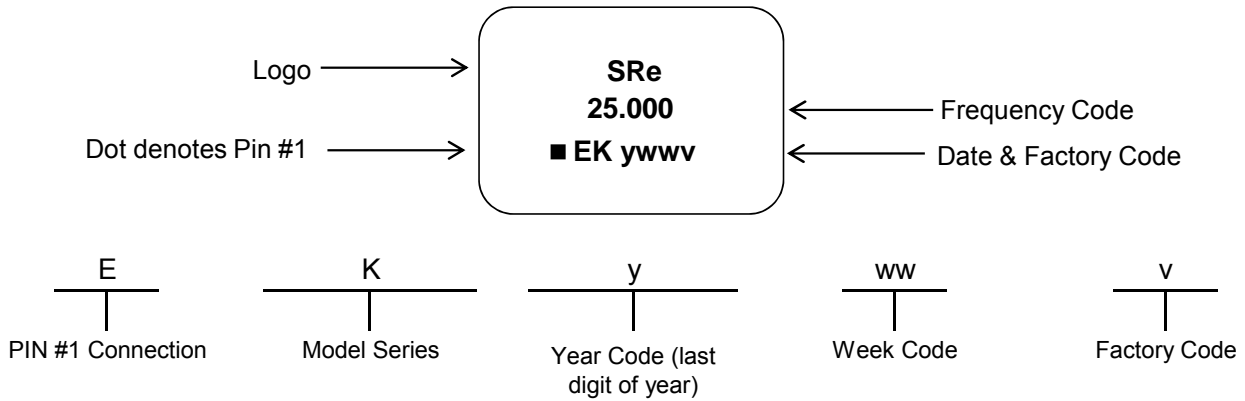 Logo
SRe
25.000
Frequency Code
Dot denotes Pin #1
■ EK ywwv
Date & Factory Code
E
K
y
ww
v
PIN #1 Connection
Model Series
Year Code (last
digit of year)
Week Code
Factory Code